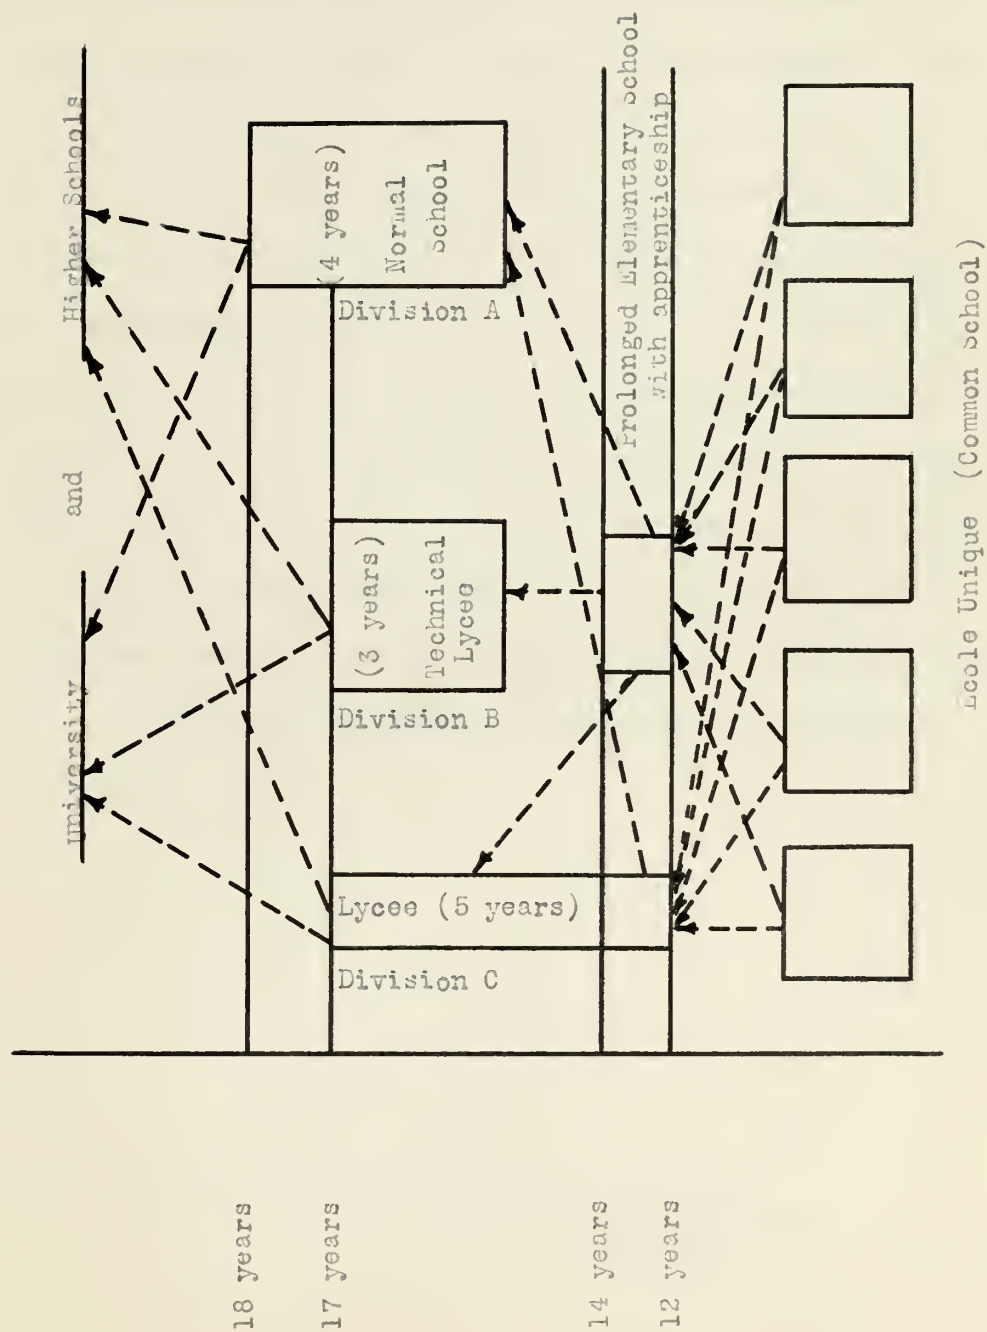 University and Higher Schools
18 years
17 years
(4 years)
Normal
School
Division A
(3 years)
Technical
Lycee
Division B
Lycee (5 years)
Division C
14 years
12 years
Prolonged Elementary School
with apprenticeship
Ecole Unique (Common School)